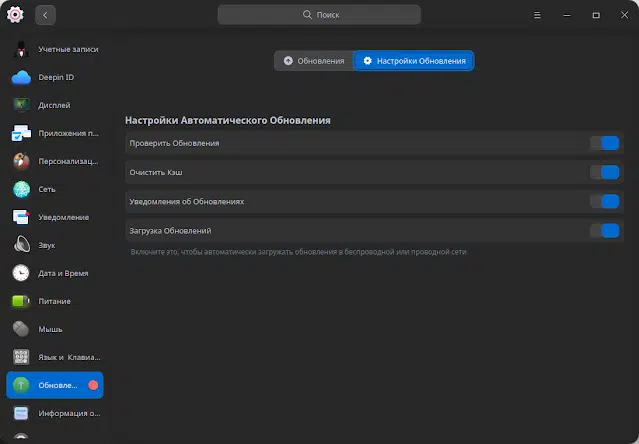 Поиск
Учетные записи
Deepin ID
Дисплей
Приложения п...
Персонализац...
Сеть
Уведомление
Звук
Дата и Время
Питание
Мышь
Язык и Клавиа...
Обновле...
Информация о...
Обновления
Настройки Обновления
Настройки Автоматического Обновления
Проверить Обновления
Очистить Кэш
Уведомления об Обновлениях
Загрузка Обновлений
Включите это, чтобы автоматически загружать обновления в беспроводной или проводной сети